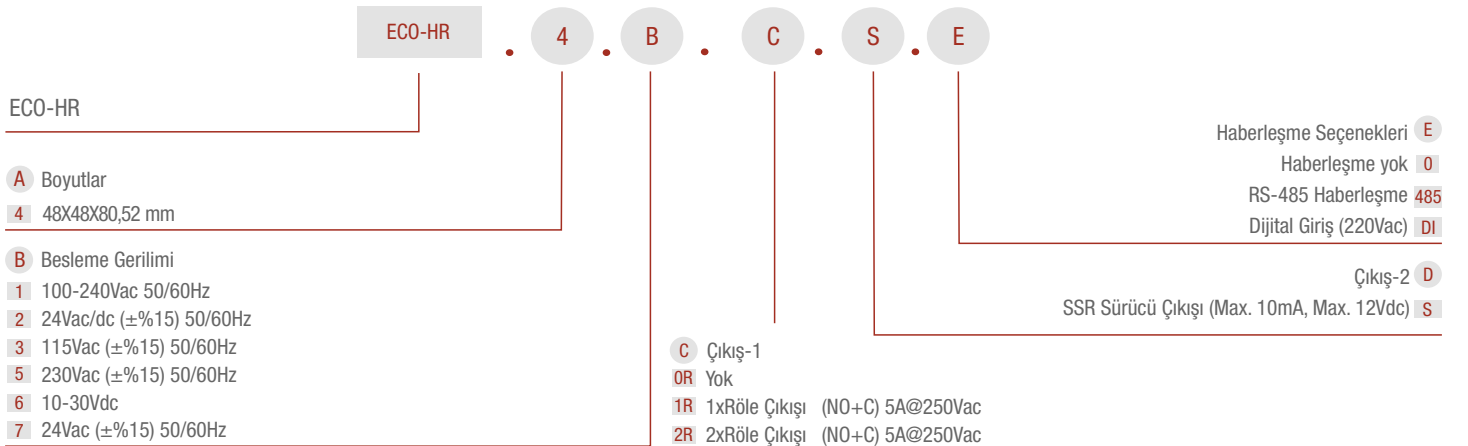 ECO-HR . 4 . B . C . S . E
ECO-HR
A Boyutlar
4 48X48X80,52 mm
B Besleme Gerilimi
1 100-240Vac 50/60Hz
2 24Vac/dc (±%15) 50/60Hz
3 115Vac (±%15) 50/60Hz
5 230Vac (±%15) 50/60Hz
6 10-30Vdc
7 24Vac (±%15) 50/60Hz
C Çıkış-1
0R Yok
1R 1xRöle Çıkışı (NO+C) 5A@250Vac
2R 2xRöle Çıkışı (NO+C) 5A@250Vac
Haberleşme Seçenekleri E
Haberleşme yok 0
RS-485 Haberleşme 485
Dijital Giriş (220Vac) DI
Çıkış-2 D
SSR Sürücü Çıkışı (Max. 10mA, Max. 12Vdc) S